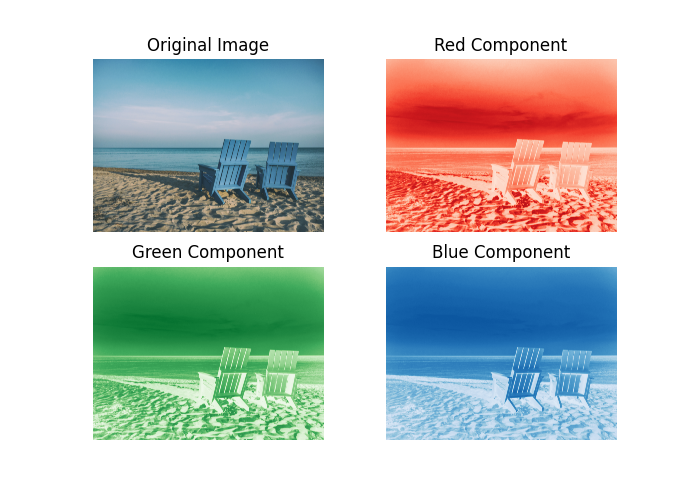 Original Image
Red Component
Green Component
Blue Component